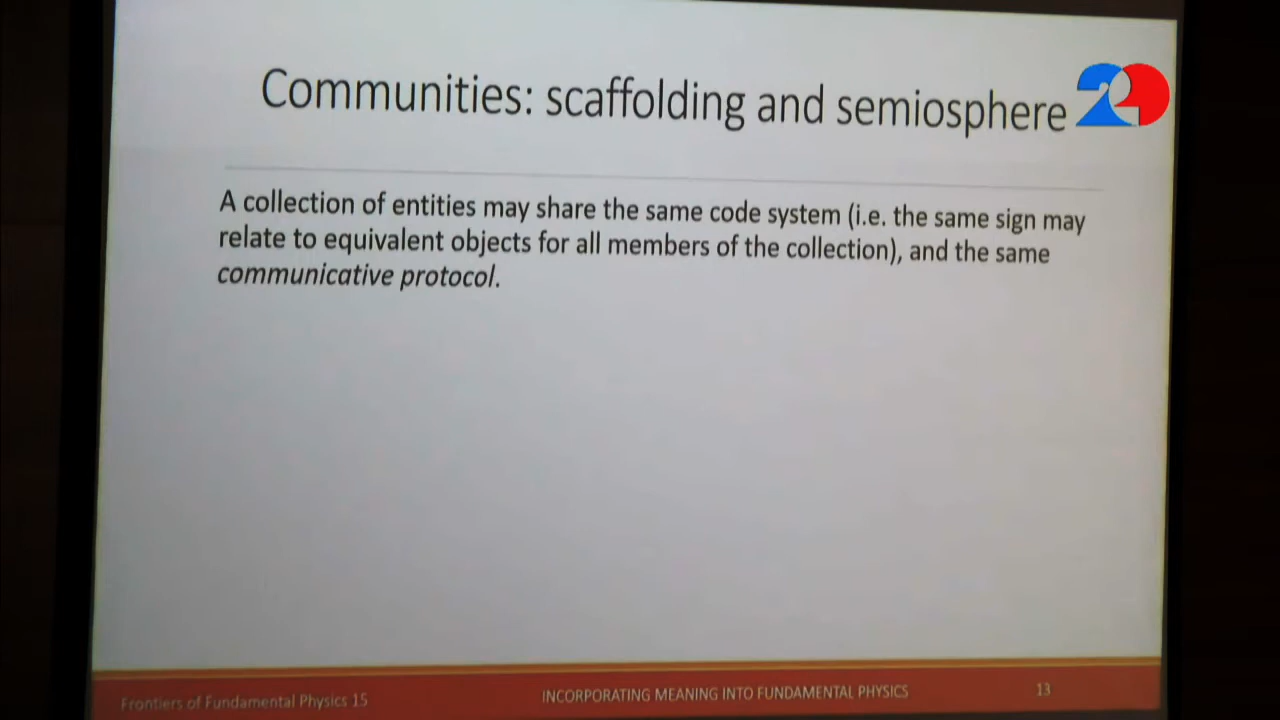 Communities: scaffolding and semiosphere
A collection of entities may share the same code system (i.e. the same sign may
relate to equivalent objects for all members of the collection), and the same
communicative protocol.
Frontiers of Fundamental Physics 15
INCORPORATING MEANING INTO FUNDAMENTAL PHYSICS
13